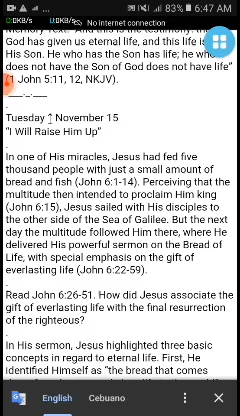 83% 6:47 AM
D:0KB/s U:0KB/s No internet connection
God has given us eternal life, and this life is
His Son. He who has the Son has life; he who
does not have the Son of God does not have life”
(1 John 5:11, 12, NKJV).
.
____-_-____
.
Tuesday ↑ November 15
“I Will Raise Him Up”
.
In one of His miracles, Jesus had fed five
thousand people with just a small amount of
bread and fish (John 6:1-14). Perceiving that the
multitude then intended to proclaim Him king
(John 6:15), Jesus sailed with His disciples to
the other side of the Sea of Galilee. But the next
day the multitude followed Him there, where He
delivered His powerful sermon on the Bread of
Life, with special emphasis on the gift of
everlasting life (John 6:22-59).
.
Read John 6:26-51. How did Jesus associate the
gift of everlasting life with the final resurrection
of the righteous?
.
In His sermon, Jesus highlighted three basic
concepts in regard to eternal life. First, He
identified Himself as “the bread that comes
English Cebuano